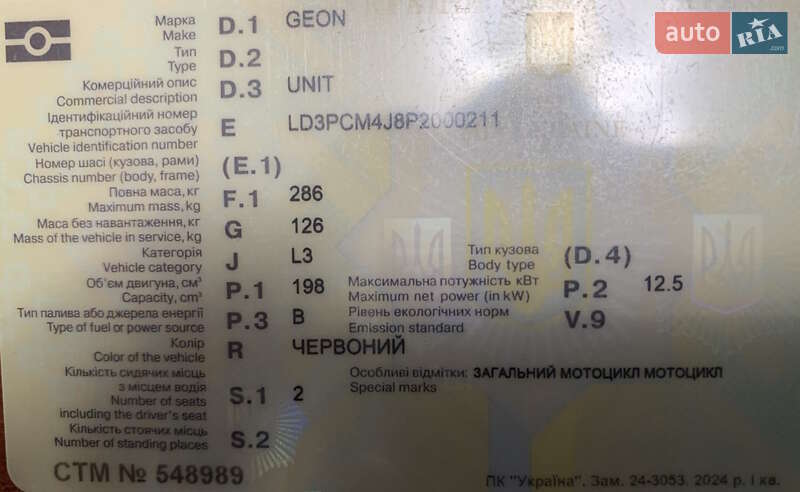 Марка D.1 GEON
Make
auto RIA .com
Тип D.2
Type
Комерційний опис D.3 UNIT
Commercial description
Ідентифікаційний номер
транспортного засобу E LD3PCM4J8P2000211
Vehicle identification number
Номер шасі (кузова, рами) (E.1)
Chassis number (body, frame)
Повна маса, кг F.1 286
Maximum mass, kg
Маса без навантаження, кг G 126
Mass of the vehicle in service, kg
Категорія J L3 Тип кузова (D.4)
Vehicle category Body type
Об'єм двигуна, см³ P.1 198 Максимальна потужність кВт P.2 12.5
Capacity, cm³ Maximum net power (in kW)
Тип палива або джерела енергії P.3 B Рівень екологічних норм V.9
Type of fuel or power source Emission standard
Колір R ЧЕРВОНИЙ
Color of the vehicle
Кількість сидячих місць Особливі відмітки: ЗАГАЛЬНИЙ МОТОЦИКЛ МОТОЦИКЛ
з місцем водія S.1 2 Special marks
Number of seats
including the driver's seat
Кількість стоячих місць S.2
Number of standing places
СТМ № 548989
ПК "Україна". Зам. 24-3053. 2024 р. І кв.